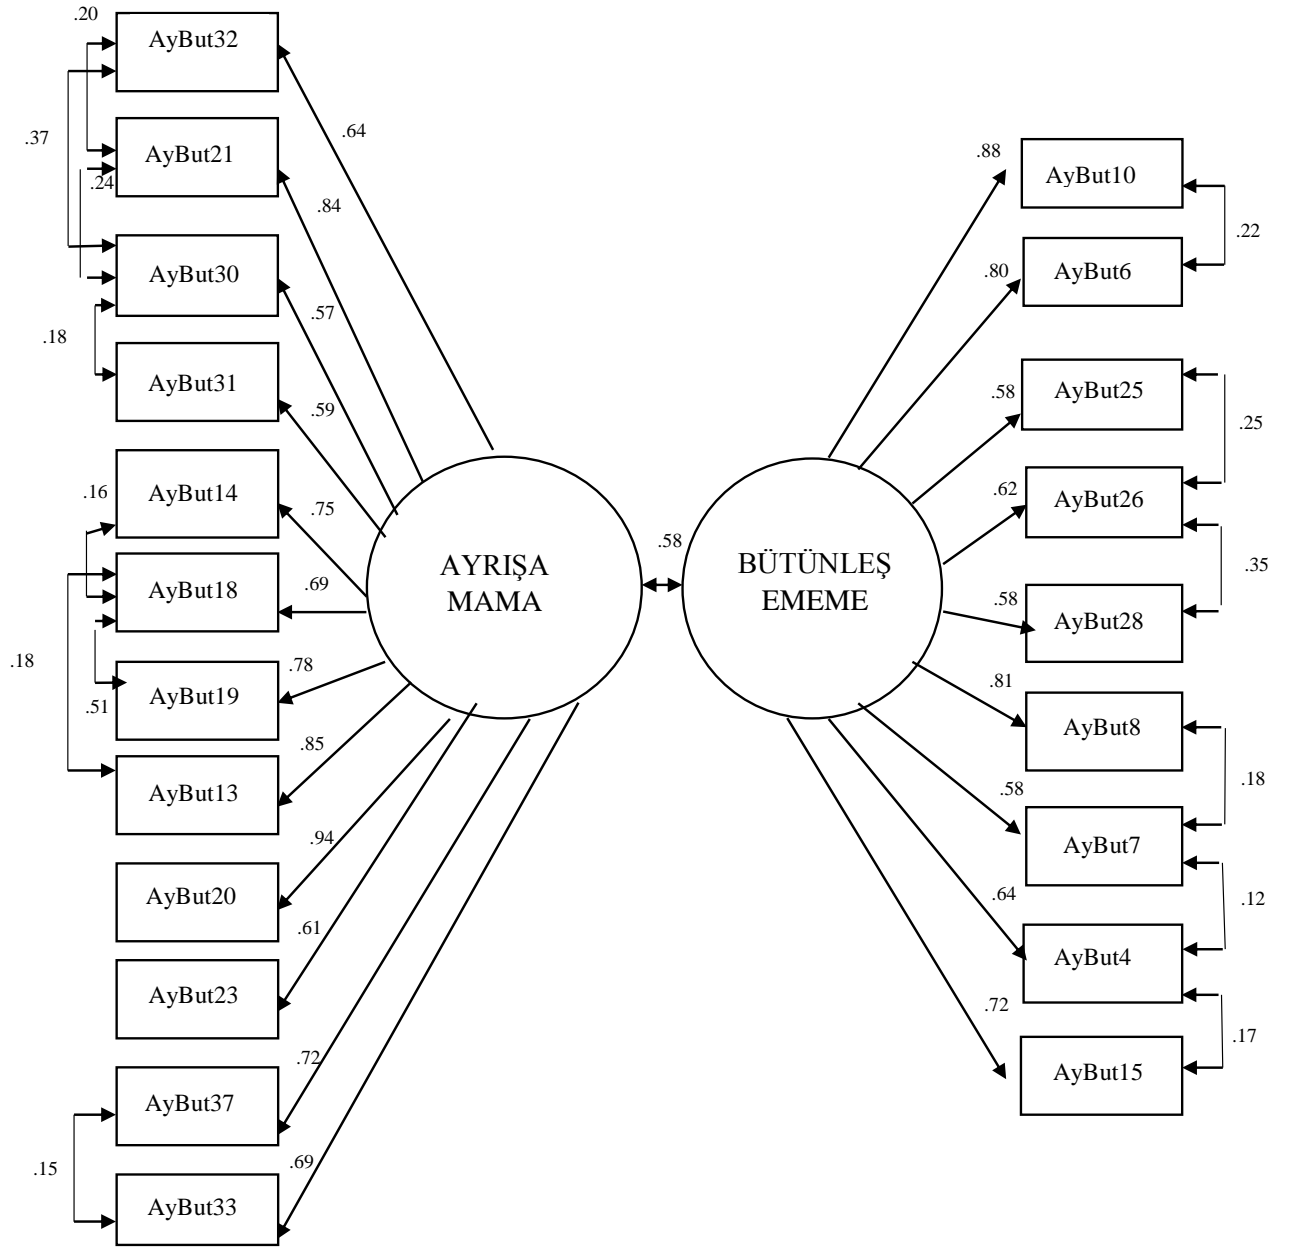 .20
AyBut32
.37
.64
AyBut21
.24
.84
AyBut30
.57
.18
AyBut31
.59
AyBut14
.16
.75
AyBut18
.69
.18
AyBut19
.78
.51
AyBut13
.85
AyBut20
.94
AyBut23
.61
AyBut37
.72
.15
AyBut33
.69
AYRIŞA
MAMA
.58
BÜTÜNLEŞ
EMEME
.88
AyBut10
.22
.80
AyBut6
.58
AyBut25
.25
.62
AyBut26
.35
.58
AyBut28
.81
AyBut8
.18
.58
AyBut7
.12
.64
AyBut4
.17
.72
AyBut15